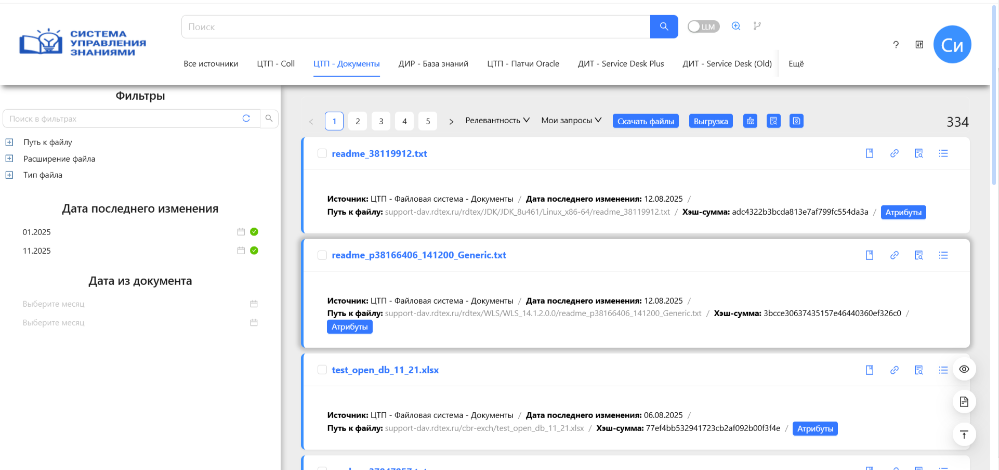 СИСТЕМА
УПРАВЛЕНИЯ
ЗНАНИЯМИ
Поиск
LLM
?
Си
Все источники
ЦТП - Coll
ЦТП - Документы
ДИР - База знаний
ЦТП - Патчи Oracle
ДИТ - Service Desk Plus
ДИТ - Service Desk (Old)
Ещё
Фильтры
Поиск в фильтрах
Путь к файлу
Расширение файла
Тип файла
Дата последнего изменения
01.2025
11.2025
Дата из документа
Выберите месяц
Выберите месяц
< 1 2 3 4 5 >
Релевантность
Мои запросы
Скачать файлы
Выгрузка
334
readme_38119912.txt
Источник: ЦТП - Файловая система - Документы / Дата последнего изменения: 12.08.2025 /
Путь к файлу: support-dav.rdtex.ru/rdtex/JDK/JDK_8u461/Linux_x86-64/readme_38119912.txt / Хэш-сумма: adc4322b3bcda813e7af799fc554da3a / Атрибуты
readme_p38166406_141200_Generic.txt
Источник: ЦТП - Файловая система - Документы / Дата последнего изменения: 12.08.2025 /
Путь к файлу: support-dav.rdtex.ru/rdtex/WLS/WLS_14.1.2.0.0/readme_p38166406_141200_Generic.txt / Хэш-сумма: 3bcce30637435157e46440360ef326c0 /
Атрибуты
test_open_db_11_21.xlsx
Источник: ЦТП - Файловая система - Документы / Дата последнего изменения: 06.08.2025 /
Путь к файлу: support-dav.rdtex.ru/cbr-exch/test_open_db_11_21.xlsx / Хэш-сумма: 77ef4bb532941723cb2af092b00f3f4e / Атрибуты